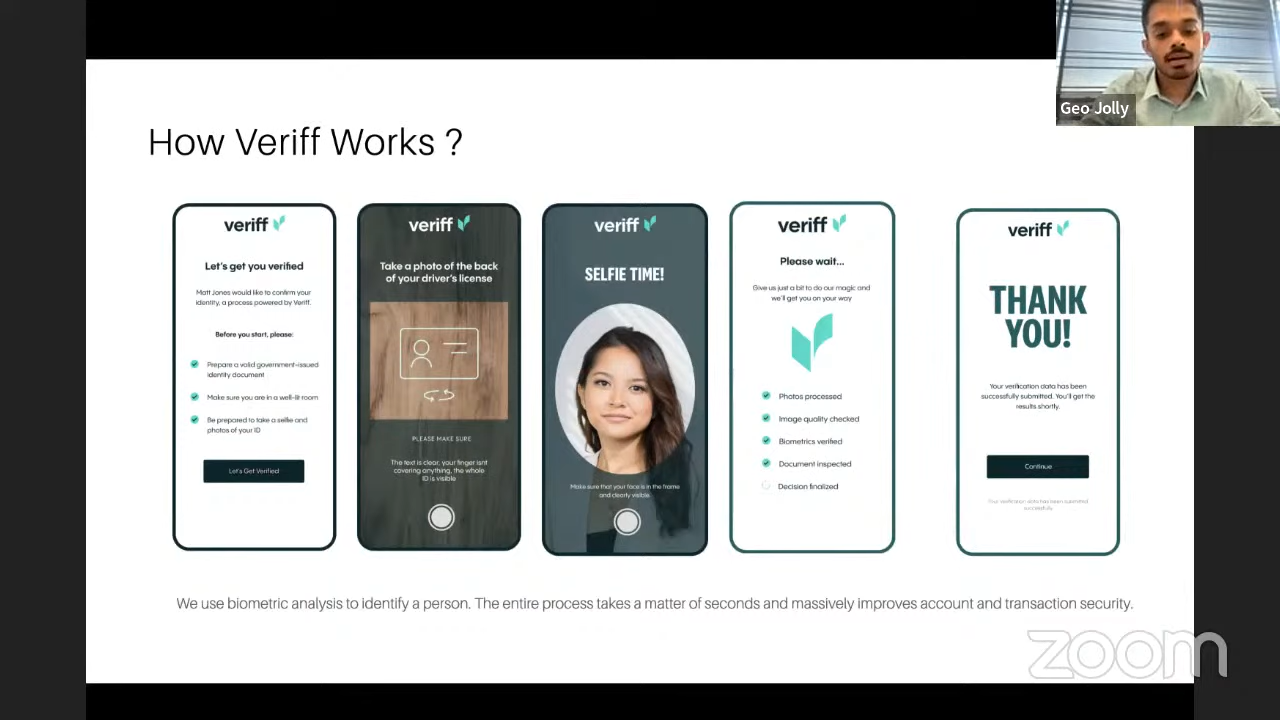 Geo Jolly
How Veriff Works ?
veriff
Let's get you verified
Matt Jones would like to confirm your
identity, a process powered by Veriff.
Before you start, please:
Prepare a valid government-issued
identity document
Make sure you are in a well-lit room
Be prepared to take a selfie and
photos of your ID
Let's Get Verified
veriff
Take a photo of the back
of your driver's license
PLEASE MAKE SURE
The text is clear, your finger isnt
covering anything, the whole
ID is visible
veriff
SELFIE TIME!
Make sure that your face is in the frame
and clearly visible.
veriff
Please wait...
Give us just a bit to do our magic and
we'll get you on your way
Photos processed
Image quality checked
Biometrics verified
Document inspected
Decision finalized
veriff
THANK
YOU!
Your verification data has been
successfully submitted. You'll get the
results shortly.
Continue
Your verification data has been submitted
successfully.
We use biometric analysis to identify a person. The entire process takes a matter of seconds and massively improves account and transaction security.
zoom